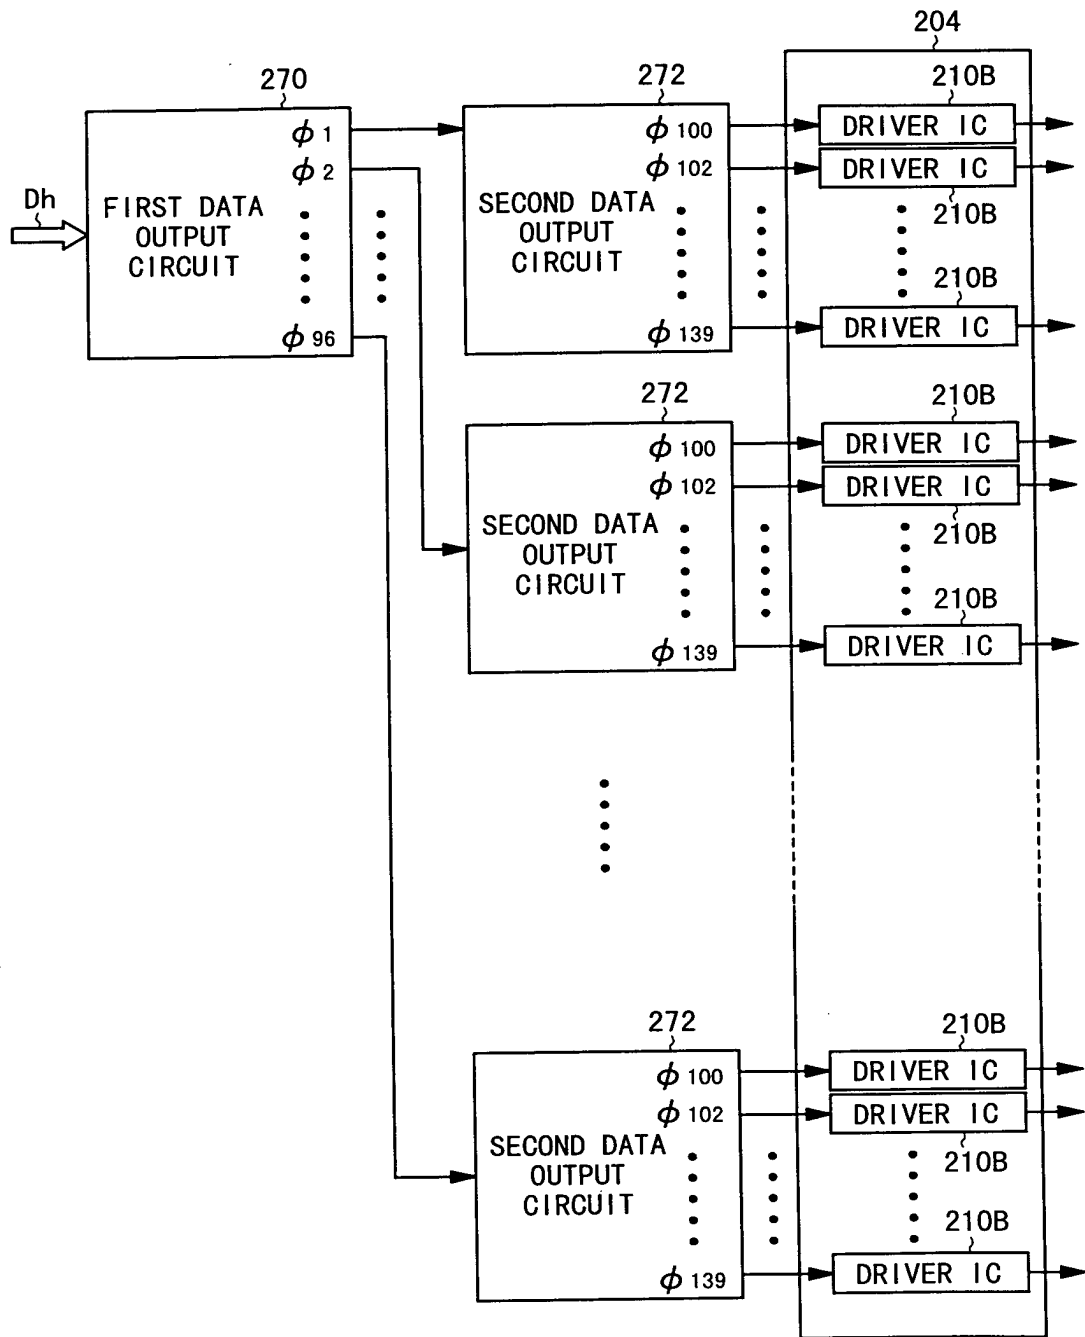 204
270
272
210B
Dh
FIRST DATA
OUTPUT
CIRCUIT
ϕ 1
ϕ 2
ϕ 96
SECOND DATA
OUTPUT
CIRCUIT
ϕ 100
ϕ 102
ϕ 139
DRIVER IC
DRIVER IC
210B
210B
DRIVER IC
272
210B
SECOND DATA
OUTPUT
CIRCUIT
ϕ 100
ϕ 102
ϕ 139
DRIVER IC
DRIVER IC
210B
210B
DRIVER IC
272
210B
SECOND DATA
OUTPUT
CIRCUIT
ϕ 100
ϕ 102
ϕ 139
DRIVER IC
DRIVER IC
210B
210B
DRIVER IC